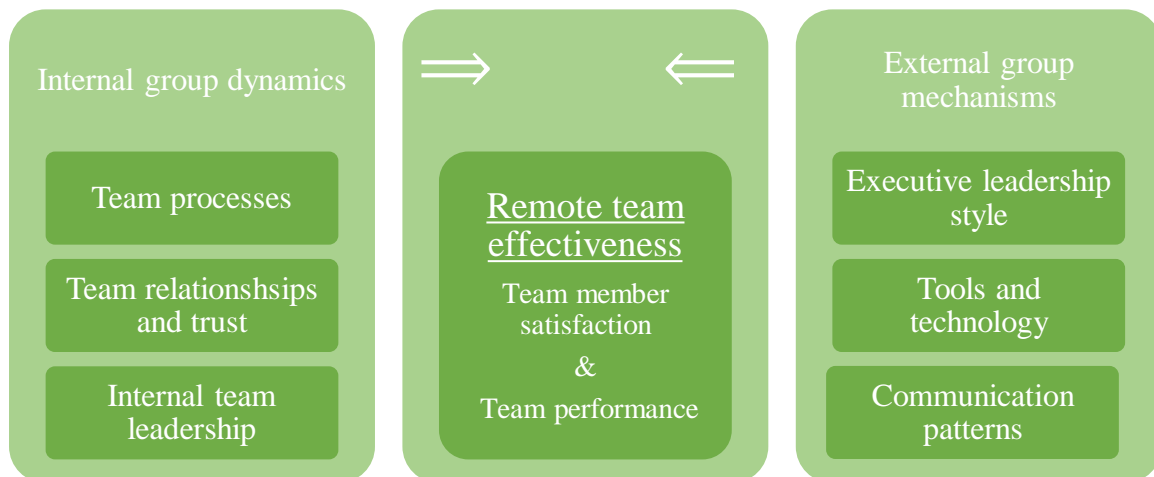 Internal group dynamics
Team processes
Team relationshsips
and trust
Internal team
leadership
⇒
⇐
Remote team
effectiveness
Team member
satisfaction
&
Team performance
External group
mechanisms
Executive leadership
style
Tools and
technology
Communication
patterns